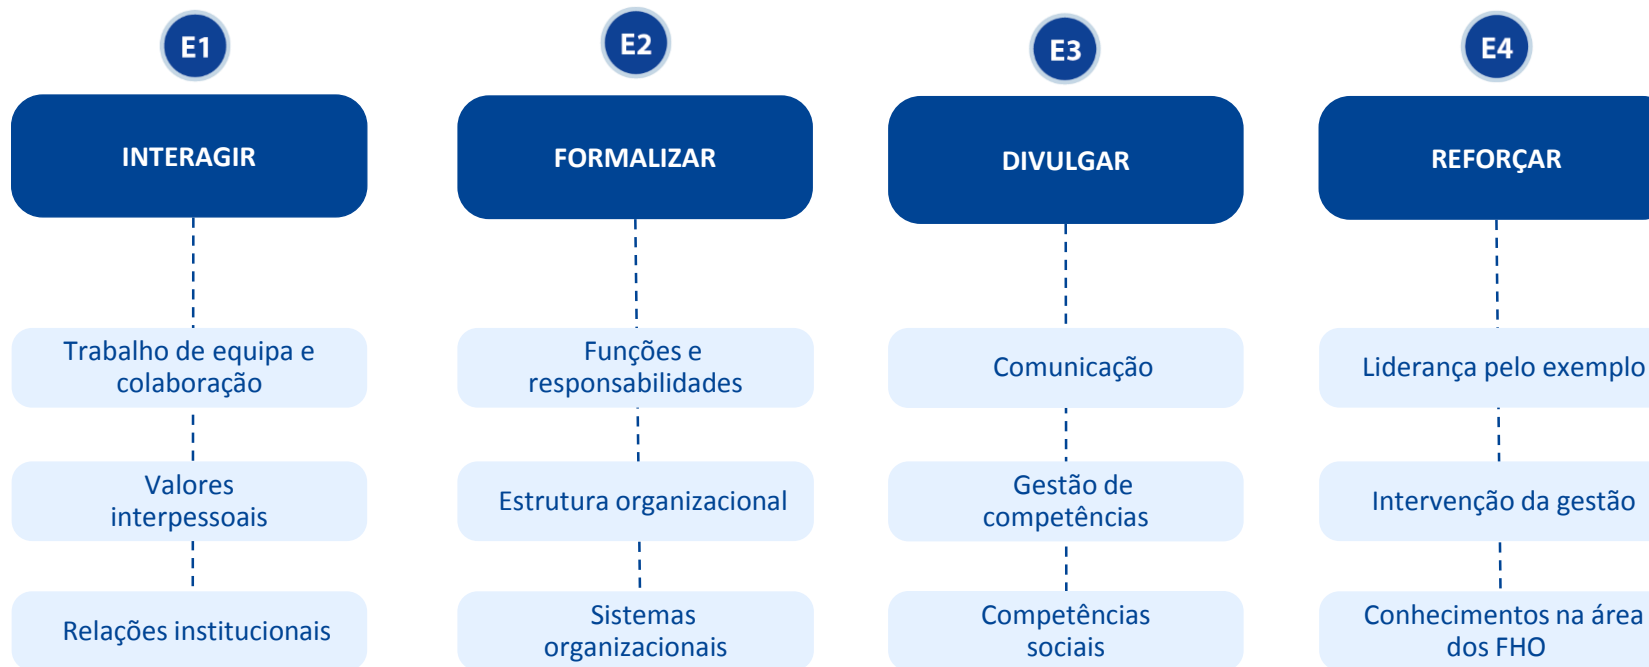 E1
INTERAGIR
Trabalho de equipa e
colaboração
Valores
interpessoais
Relações institucionais
E2
FORMALIZAR
Funções e
responsabilidades
Estrutura organizacional
Sistemas
organizacionais
E3
DIVULGAR
Comunicação
Gestão de
competências
Competências
sociais
E4
REFORÇAR
Liderança pelo exemplo
Intervenção da gestão
Conhecimentos na área
dos FHO